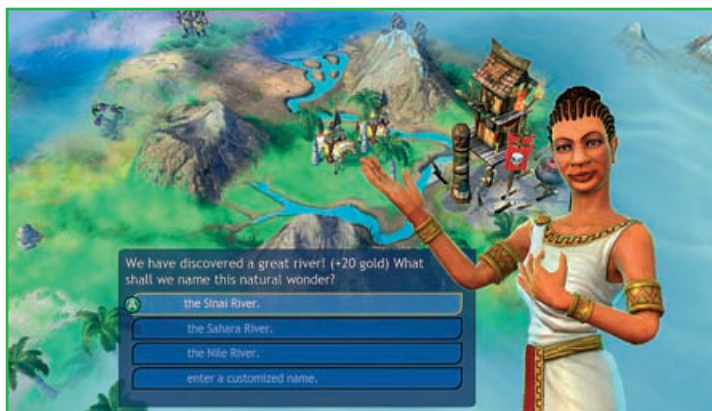 We have discovered a great river! (+20 gold) What
shall we name this natural wonder?
A the Sinai River.
the Sahara River.
the Nile River.
enter a customized name.